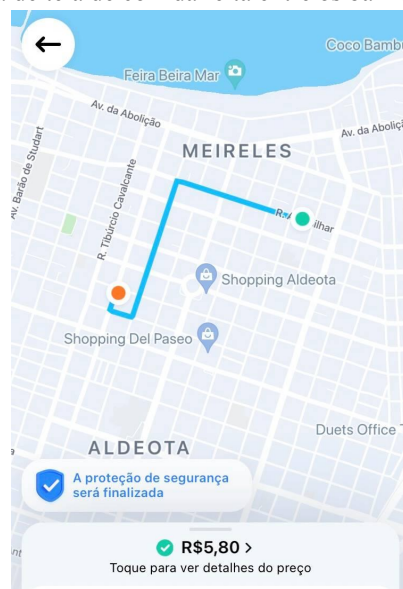 Coco Bambu
Feira Beira Mar
Av. da Abolição
Av. da Aboliçã
MEIRELES
Av. Barão de Studart
R. Tibúrcio Cavalcante
ilhar
Shopping Aldeota
Shopping Del Paseo
Duets Office T
ALDEOTA
A proteção de segurança
será finalizada
R$5,80 >
Toque para ver detalhes do preço